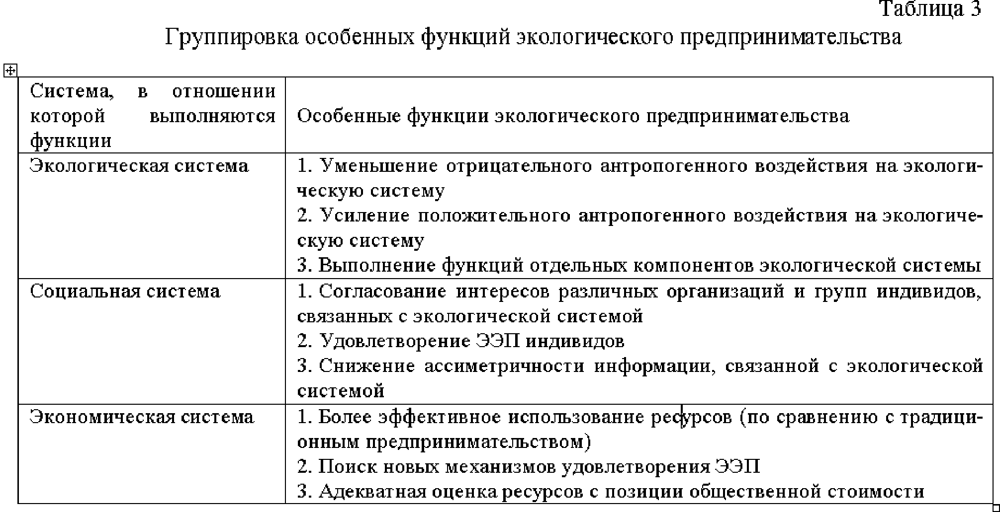 Таблица 3
Группировка особенных функций экологического предпринимательства
Система, в отношении
которой выполняются
функции
Особенные функции экологического предпринимательства
Экологическая система
1. Уменьшение отрицательного антропогенного воздействия на экологи-
ческую систему
2. Усиление положительного антропогенного воздействия на экологиче-
скую систему
3. Выполнение функций отдельных компонентов экологической системы
Социальная система
1. Согласование интересов различных организаций и групп индивидов,
связанных с экологической системой
2. Удовлетворение ЭЭП индивидов
3. Снижение ассиметричности информации, связанной с экологической
системой
Экономическая система
1. Более эффективное использование ресурсов (по сравнению с традици-
онным предпринимательством)
2. Поиск новых механизмов удовлетворения ЭЭП
3. Адекватная оценка ресурсов с позиции общественной стоимости